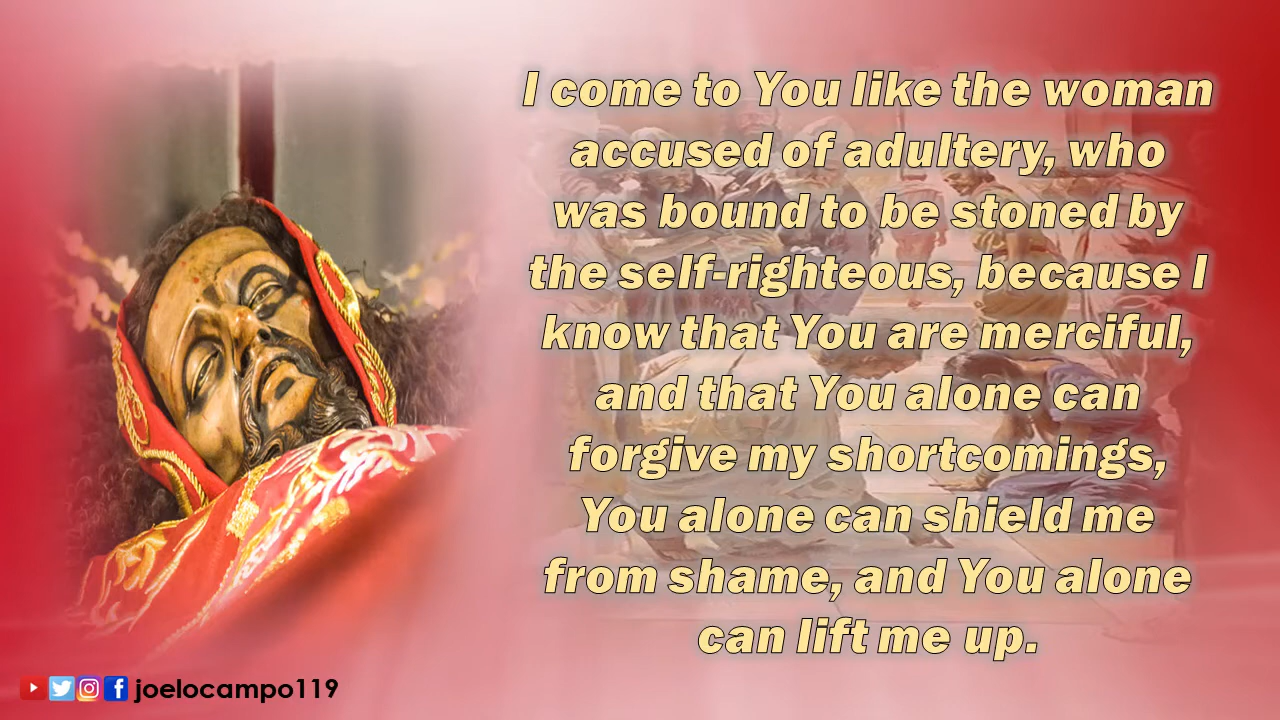 I come to You like the woman
accused of adultery, who
was bound to be stoned by
the self-righteous, because I
know that You are merciful,
and that You alone can
forgive my shortcomings,
You alone can shield me
from shame, and You alone
can lift me up.
joelocampo119